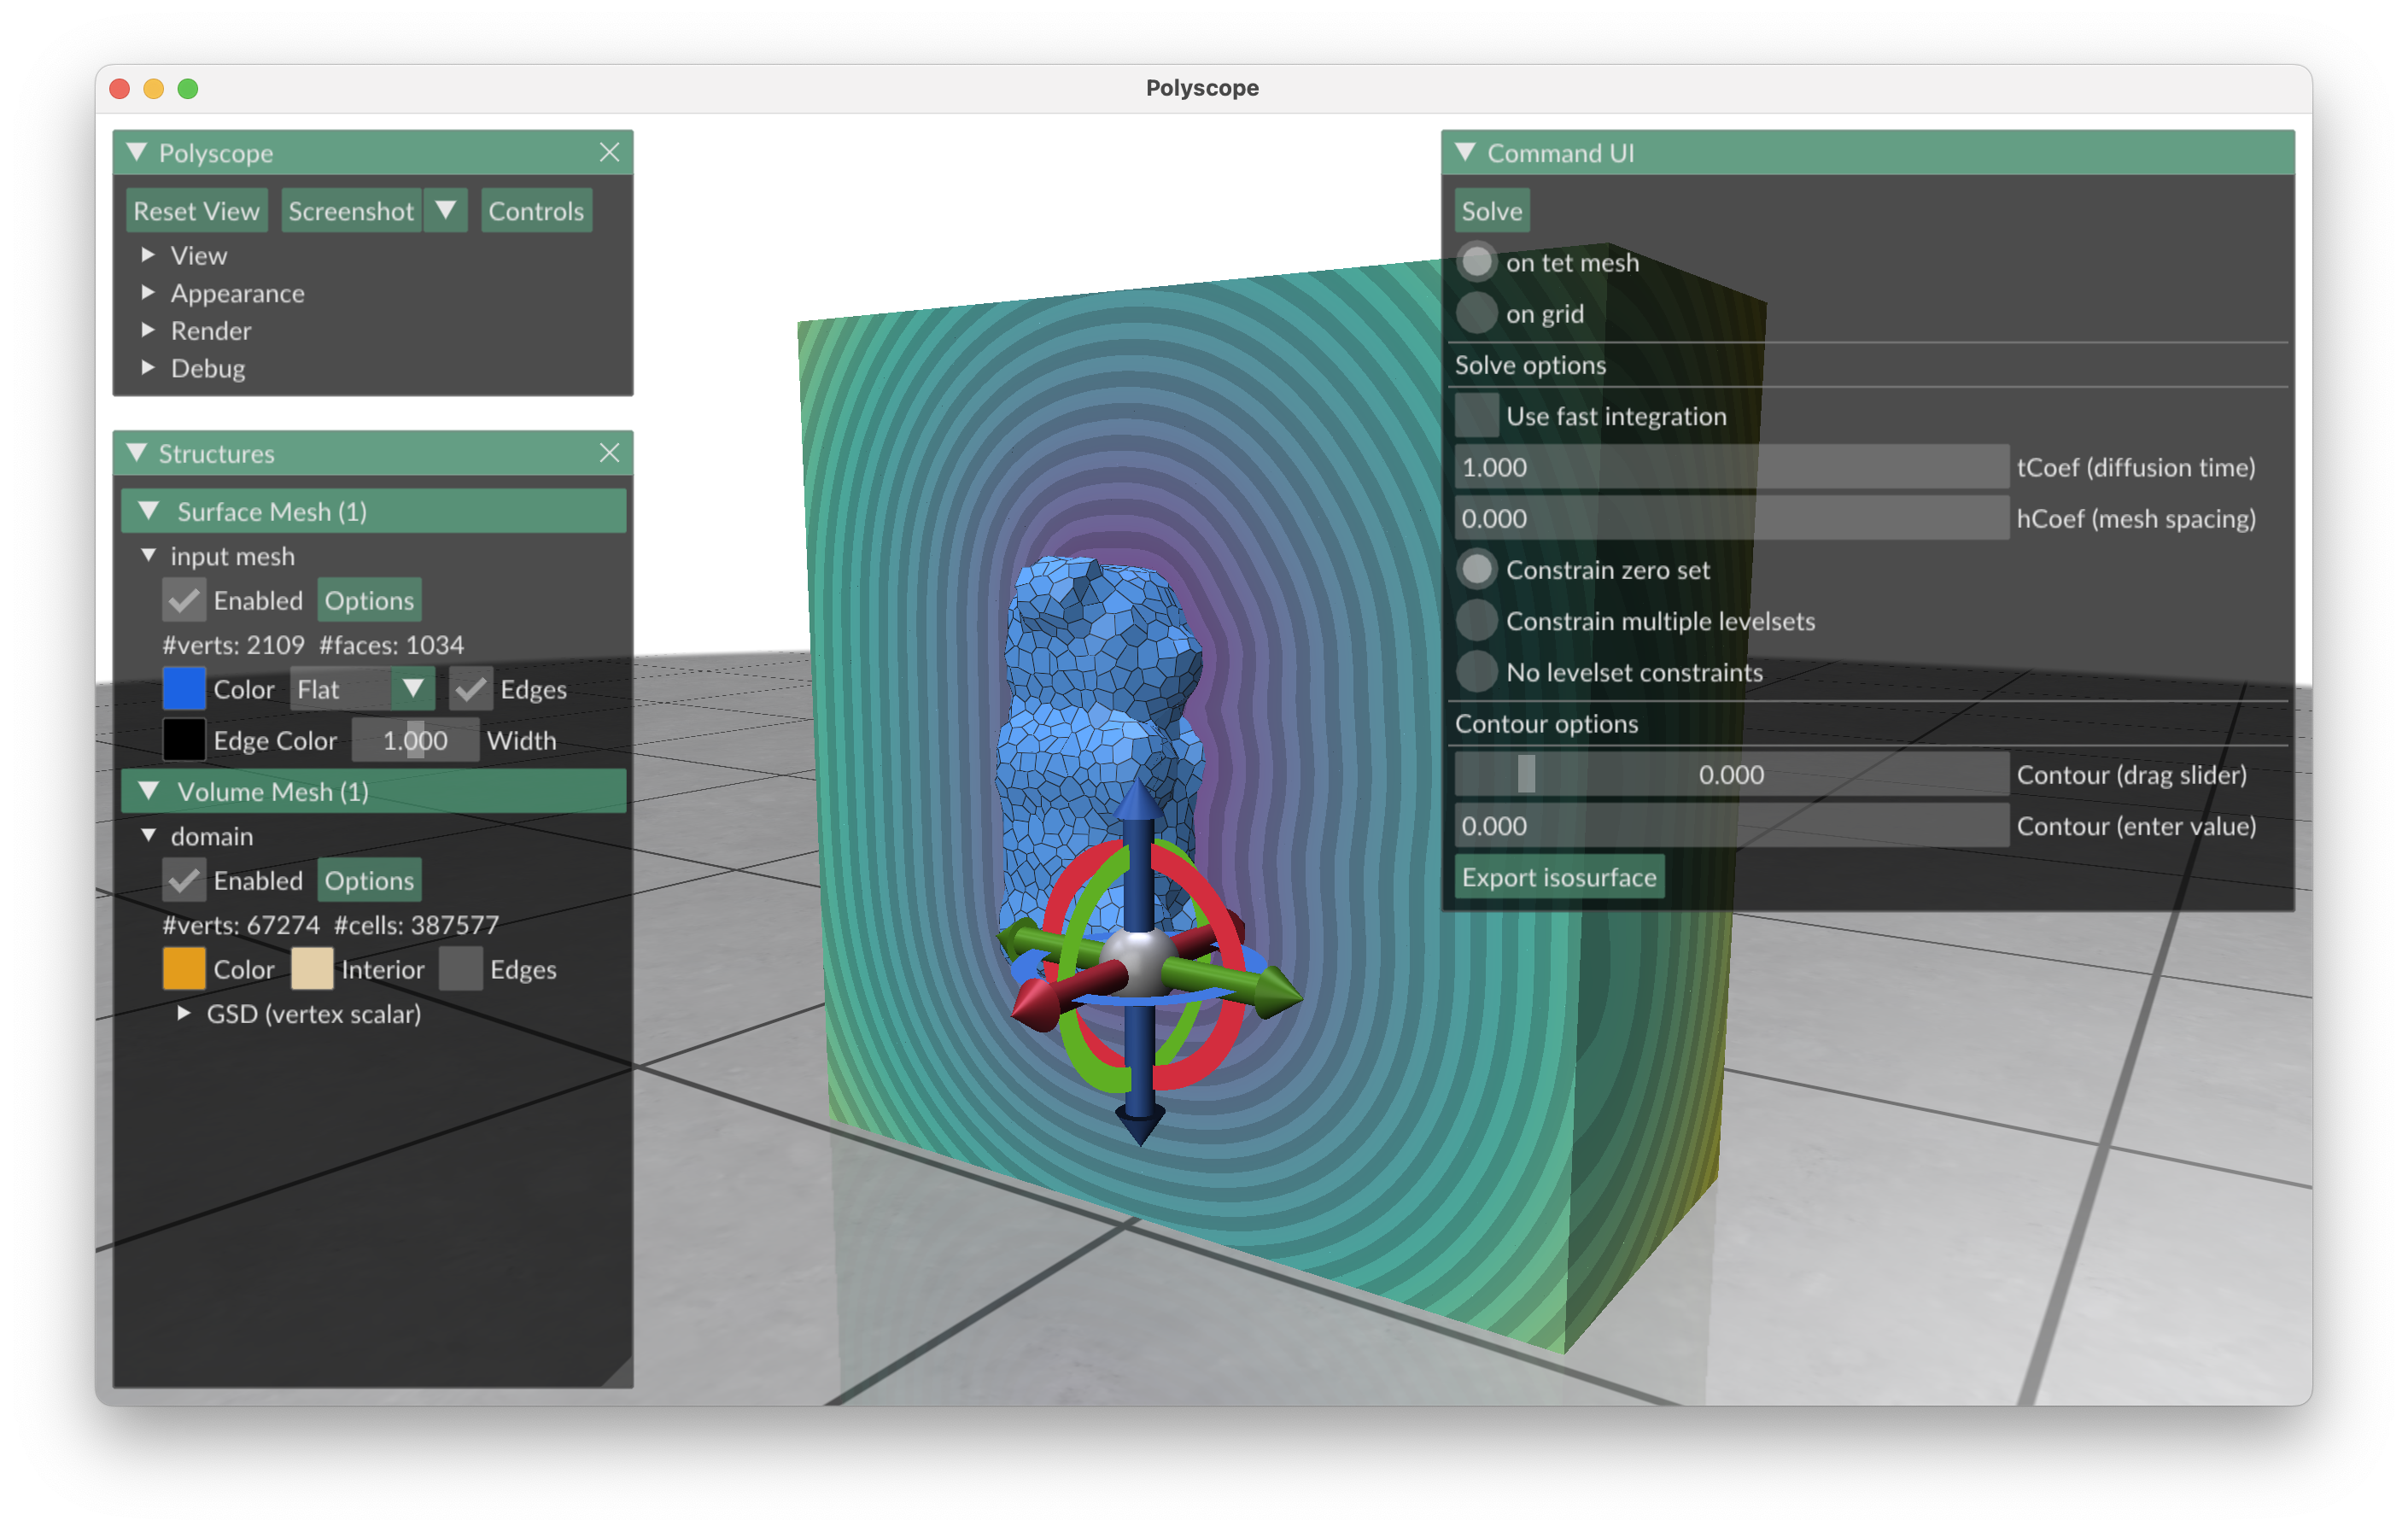 Polyscope
Polyscope
Reset View Screenshot Controls
View
Appearance
Render
Debug
Structures
Surface Mesh (1)
input mesh
Enabled Options
#verts: 2109 #faces: 1034
Color Flat Edges
Edge Color 1.000 Width
Volume Mesh (1)
domain
Enabled Options
#verts: 67274 #cells: 387577
Color Interior Edges
GSD (vertex scalar)
Command UI
Solve
on tet mesh
on grid
Solve options
Use fast integration
1.000 tCoef (diffusion time)
0.000 hCoef (mesh spacing)
Constrain zero set
Constrain multiple levelsets
No levelset constraints
Contour options
0.000 Contour (drag slider)
0.000 Contour (enter value)
Export isosurface